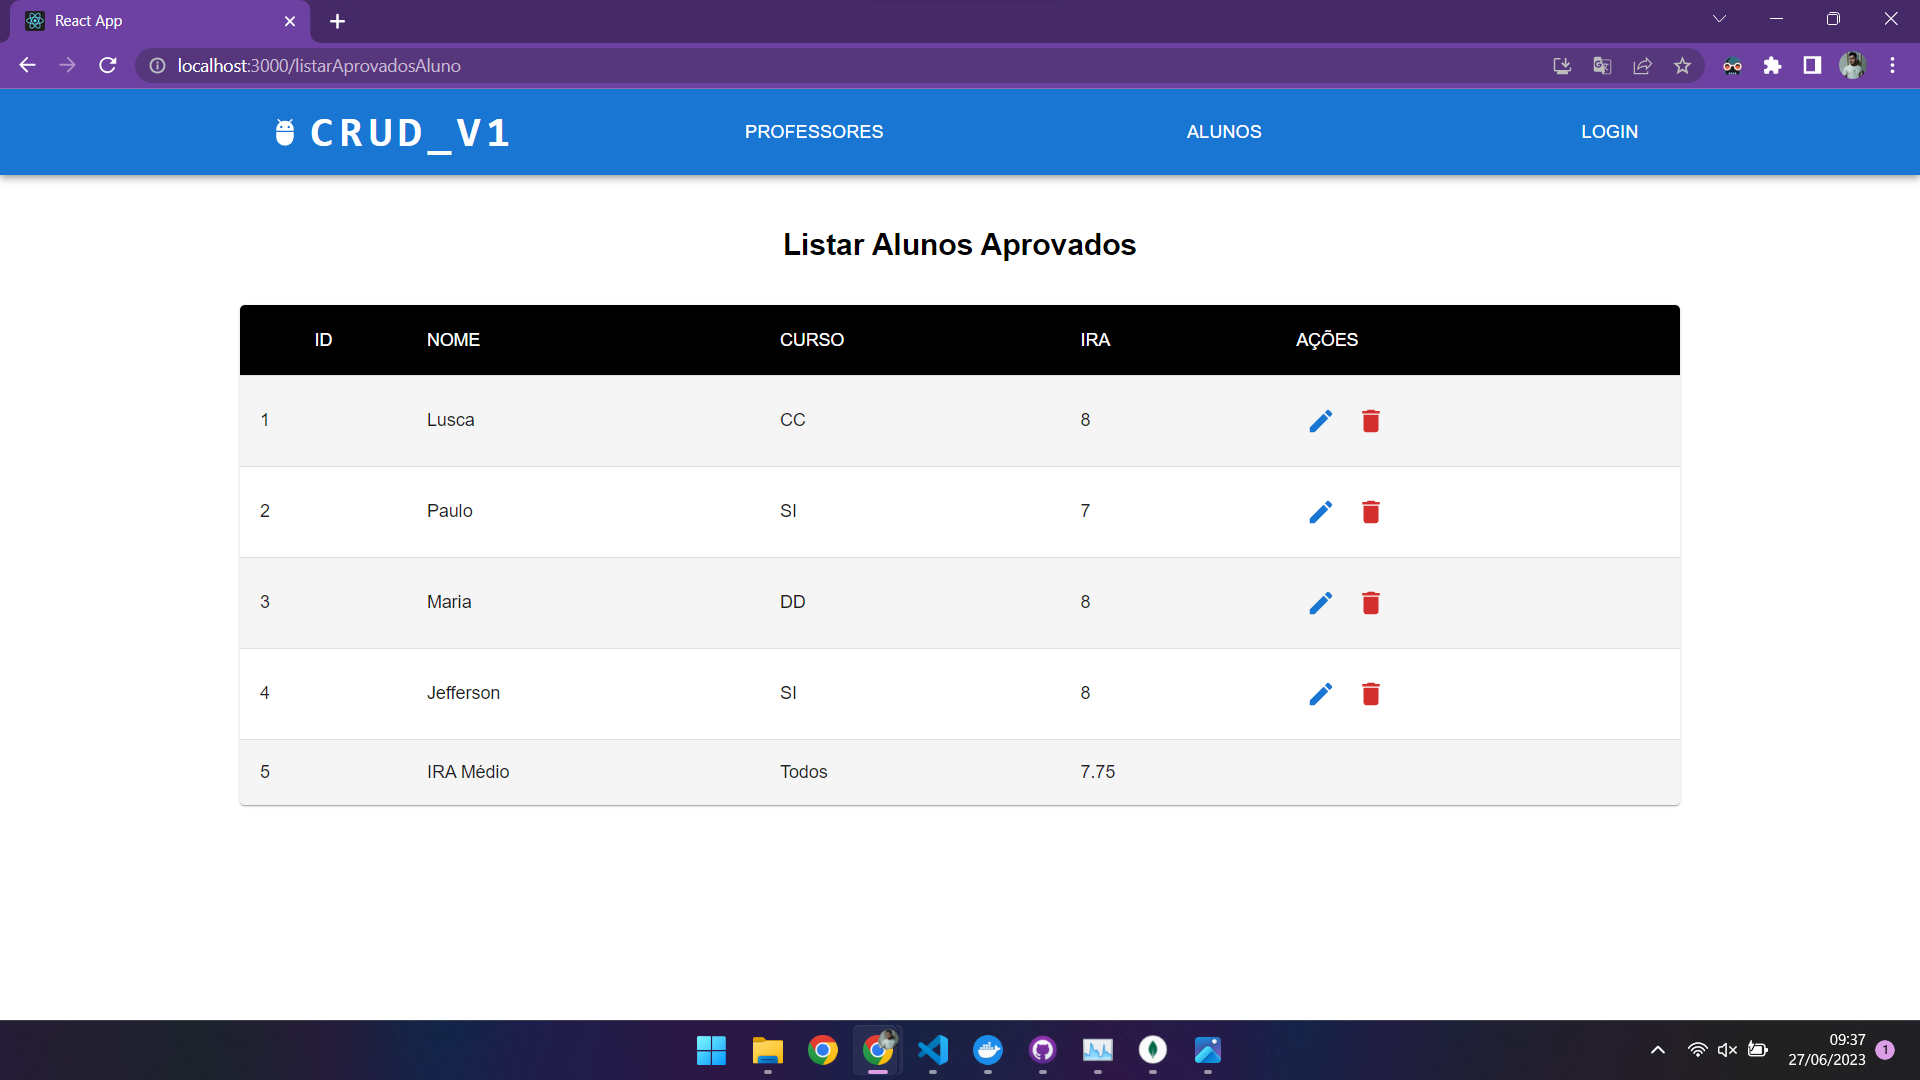 React App
localhost:3000/listarAprovadosAluno
CRUD_V1 PROFESSORES ALUNOS LOGIN
Listar Alunos Aprovados
ID NOME CURSO IRA AÇÕES
1 Lusca CC 8
2 Paulo SI 7
3 Maria DD 8
4 Jefferson SI 8
5 IRA Médio Todos 7.75
09:37
27/06/2023 1